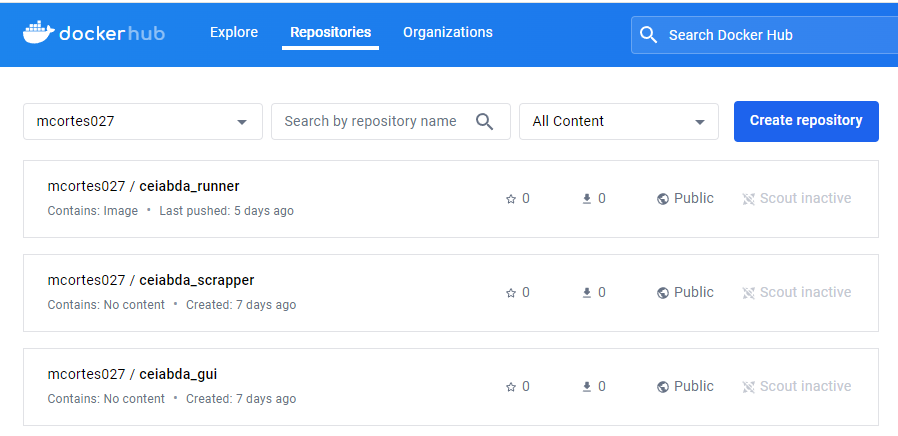 dockerhub Explore Repositories Organizations Search Docker Hub
mcortes027 Search by repository name All Content Create repository
mcortes027 / ceiabda_runner 0 0 Public Scout inactive
Contains: Image • Last pushed: 5 days ago
mcortes027 / ceiabda_scrapper 0 0 Public Scout inactive
Contains: No content • Created: 7 days ago
mcortes027 / ceiabda_gui 0 0 Public Scout inactive
Contains: No content • Created: 7 days ago